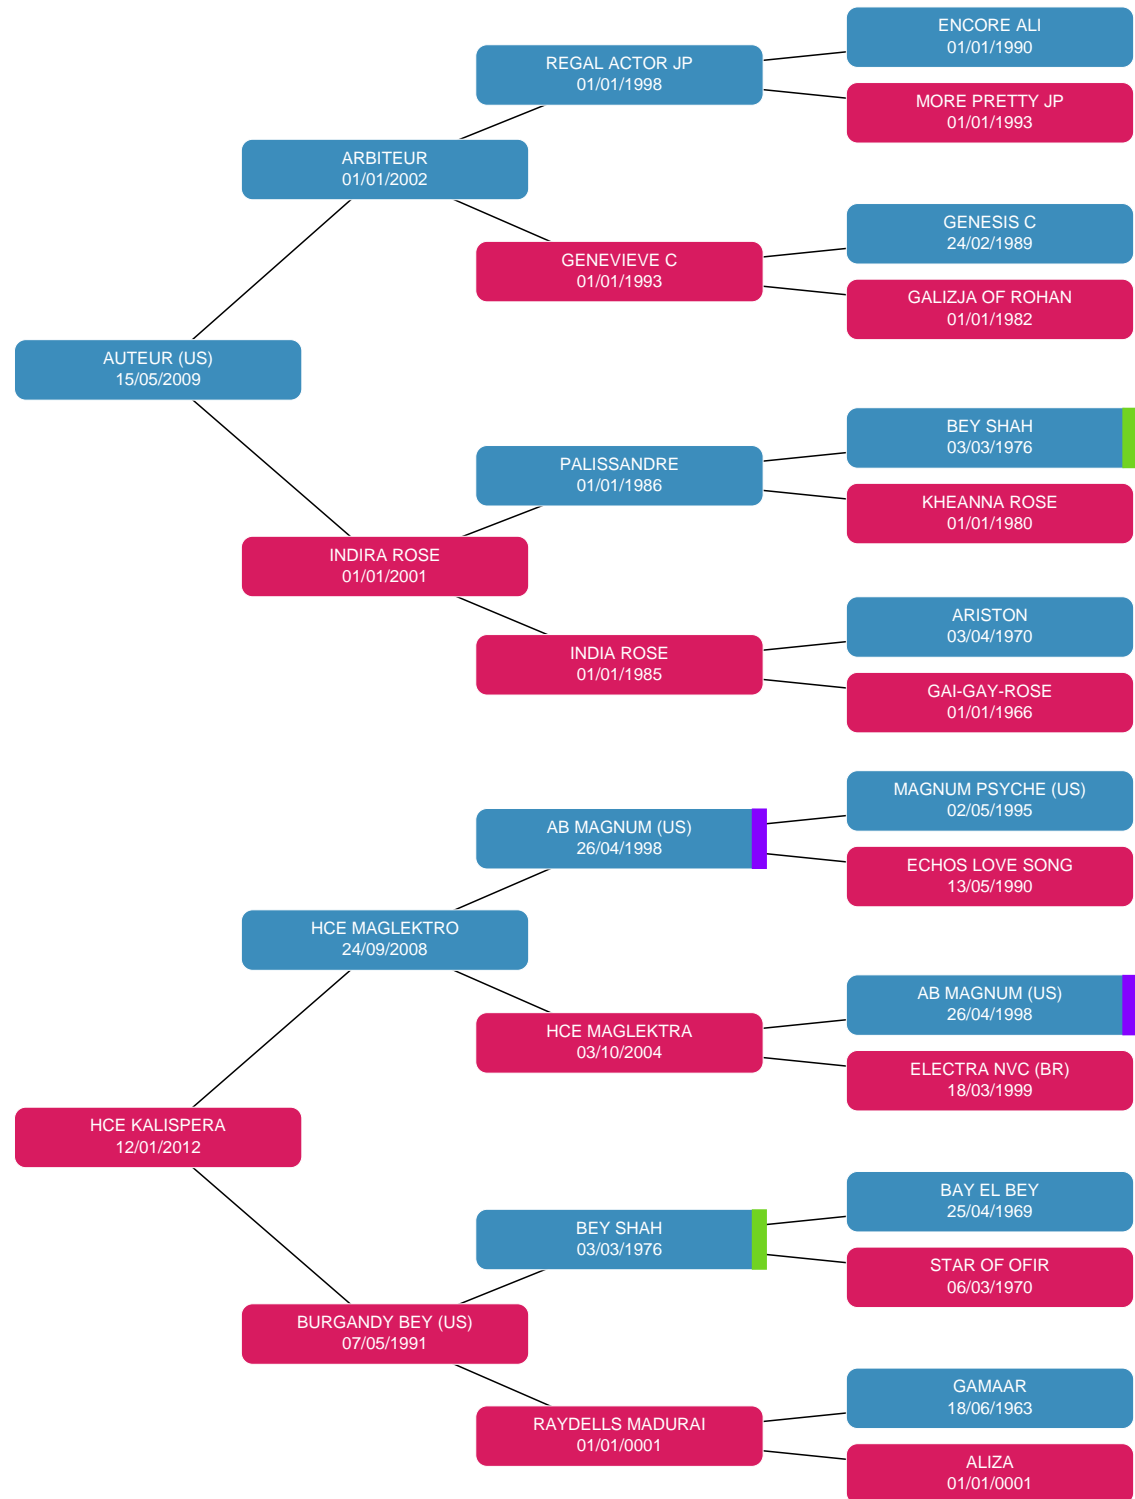 ENCORE ALI
01/01/1990
REGAL ACTOR JP
01/01/1998
MORE PRETTY JP
01/01/1993
ARBITEUR
01/01/2002
GENESIS C
24/02/1989
GENEVIEVE C
01/01/1993
GALIZJA OF ROHAN
01/01/1982
AUTEUR (US)
15/05/2009
BEY SHAH
03/03/1976
PALISSANDRE
01/01/1986
KHEANNA ROSE
01/01/1980
INDIRA ROSE
01/01/2001
ARISTON
03/04/1970
INDIA ROSE
01/01/1985
GAI-GAY-ROSE
01/01/1966
MAGNUM PSYCHE (US)
02/05/1995
AB MAGNUM (US)
26/04/1998
ECHOS LOVE SONG
13/05/1990
HCE MAGLEKTRO
24/09/2008
AB MAGNUM (US)
26/04/1998
HCE MAGLEKTRA
03/10/2004
ELECTRA NVC (BR)
18/03/1999
HCE KALISPERA
12/01/2012
BAY EL BEY
25/04/1969
BEY SHAH
03/03/1976
STAR OF OFIR
06/03/1970
BURGANDY BEY (US)
07/05/1991
GAMAAR
18/06/1963
RAYDELLS MADURAI
01/01/0001
ALIZA
01/01/0001